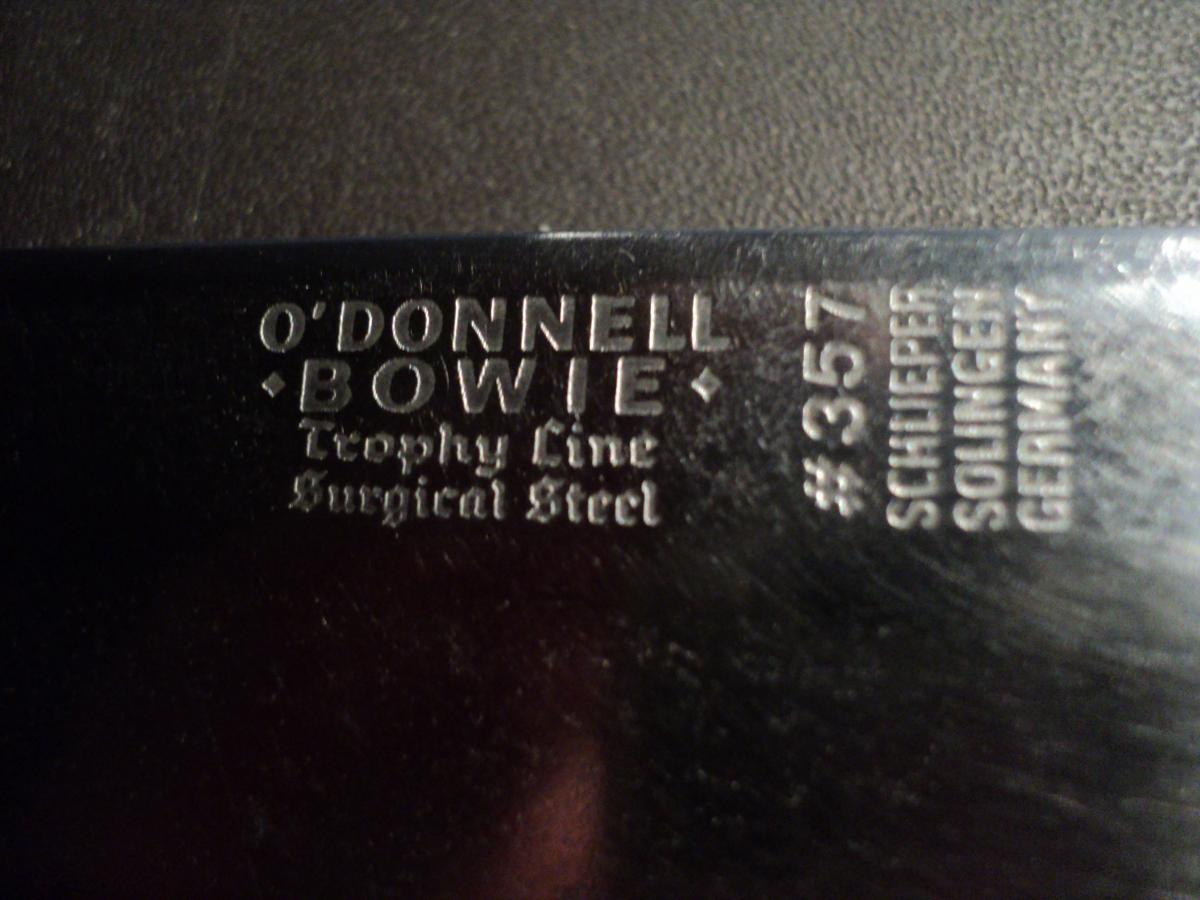 O'DONNELL
BOWIE
Trophy Line
Surgical Steel
#357
SCHLIEPER
SOLINGEN
GERMANY